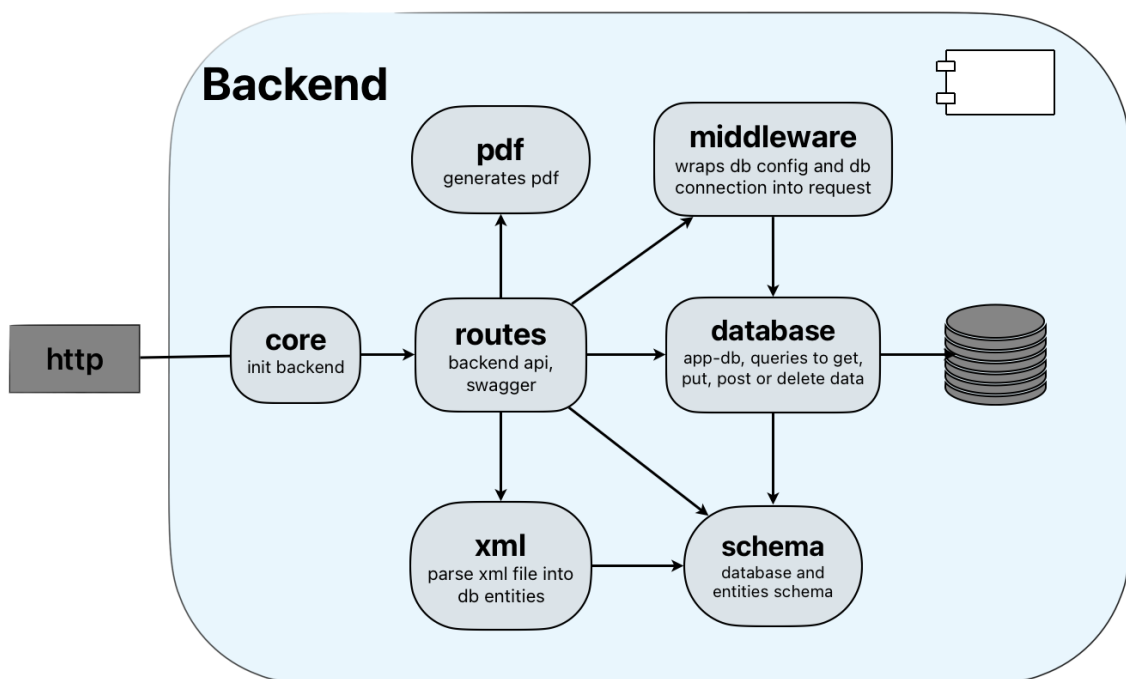 Backend
pdf
generates pdf
middleware
wraps db config and db
connection into request
http
core
init backend
routes
backend api,
swagger
database
app-db, queries to get,
put, post or delete data
xml
parse xml file into
db entities
schema
database and
entities schema